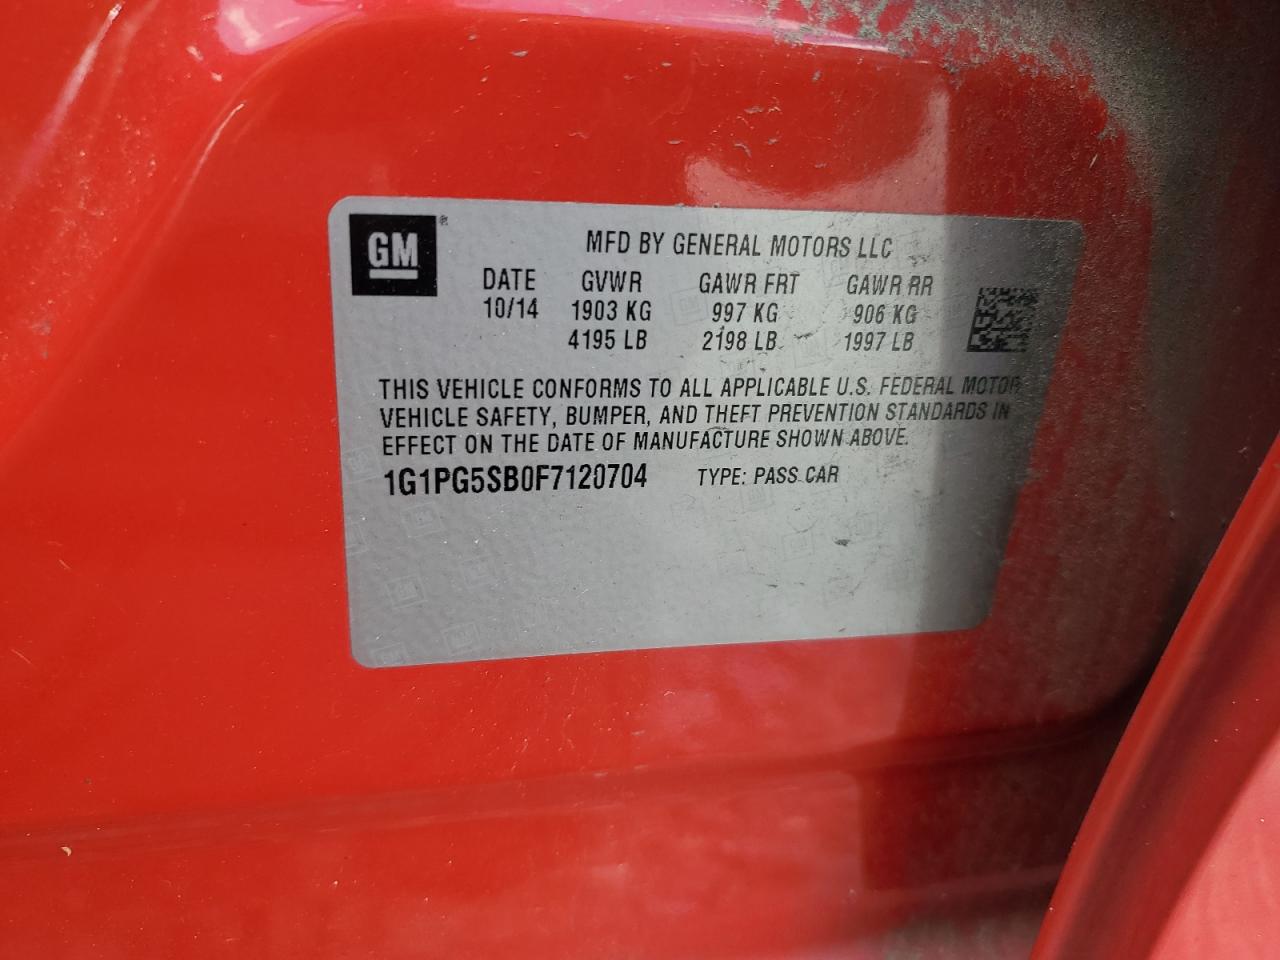 GM®
MFD BY GENERAL MOTORS LLC
DATE GVWR GAWR FRT GAWR RR
10/14 1903 KG 997 KG 906 KG
4195 LB 2198 LB 1997 LB
THIS VEHICLE CONFORMS TO ALL APPLICABLE U.S. FEDERAL MOTOR
VEHICLE SAFETY, BUMPER, AND THEFT PREVENTION STANDARDS IN
EFFECT ON THE DATE OF MANUFACTURE SHOWN ABOVE.
1G1PG5SB0F7120704 TYPE: PASS CAR